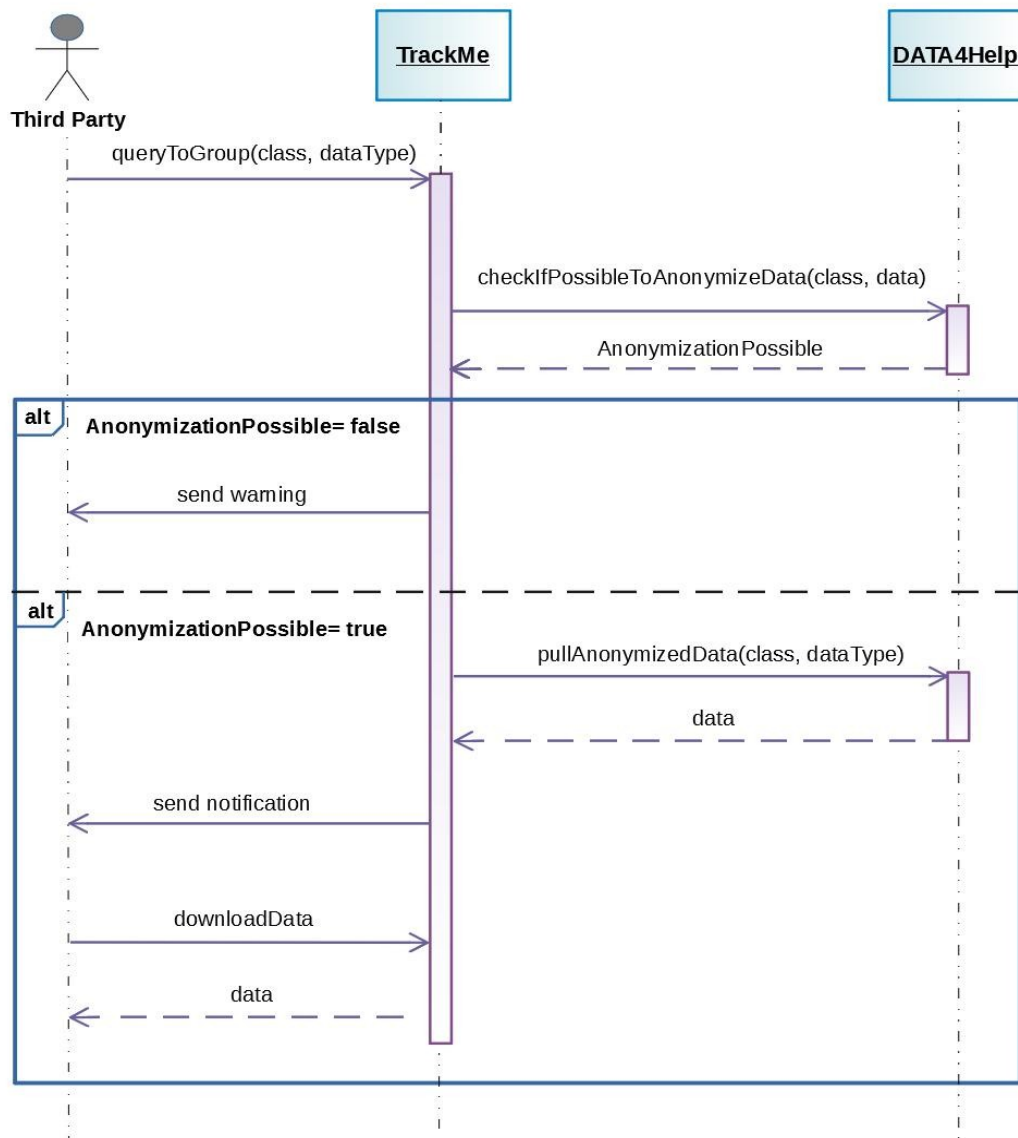 TrackMe
DATA4Help
Third Party
queryToGroup(class, dataType)
checkIfPossibleToAnonymizeData(class, data)
AnonymizationPossible
alt
AnonymizationPossible= false
send warning
alt
AnonymizationPossible= true
pullAnonymizedData(class, dataType)
data
send notification
downloadData
data